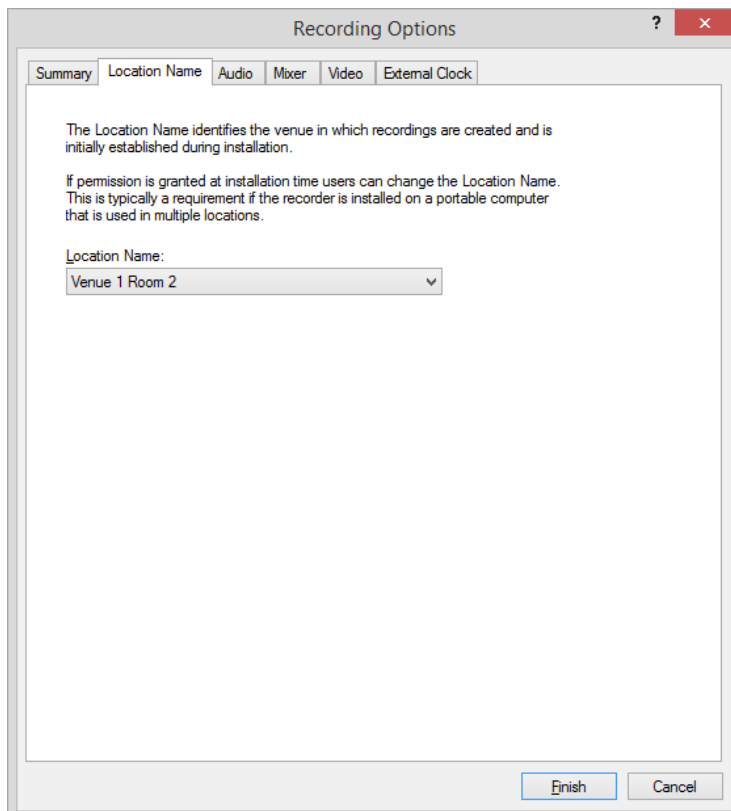 Recording Options
?
Summary Location Name Audio Mixer Video External Clock
The Location Name identifies the venue in which recordings are created and is
initially established during installation.
If permission is granted at installation time users can change the Location Name.
This is typically a requirement if the recorder is installed on a portable computer
that is used in multiple locations.
Location Name:
Venue 1 Room 2
Finish Cancel